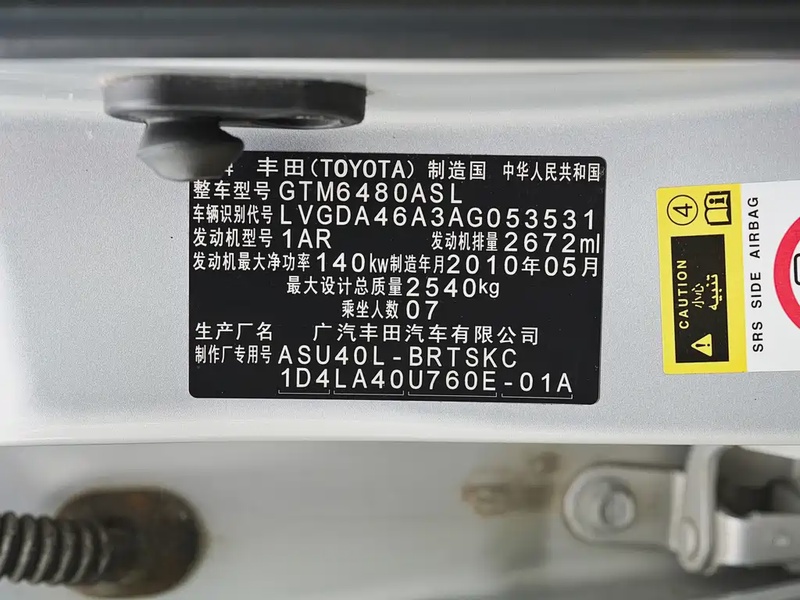 丰田(TOYOTA) 制造国 中华人民共和国
整车型号 GTM6480ASL
车辆识别代号 LVGDA46A3AG053531
发动机型号 1AR 发动机排量 2672ml
发动机最大净功率 140kw 制造年月 2010年05月
最大设计总质量 2540kg
乘坐人数 07
生产厂名 广汽丰田汽车有限公司
制作厂专用号 ASU40L-BRTSKC
1D4LA40U760E-01A
4
CAUTION
小心
تنبيه
SRS SIDE AIRBAG